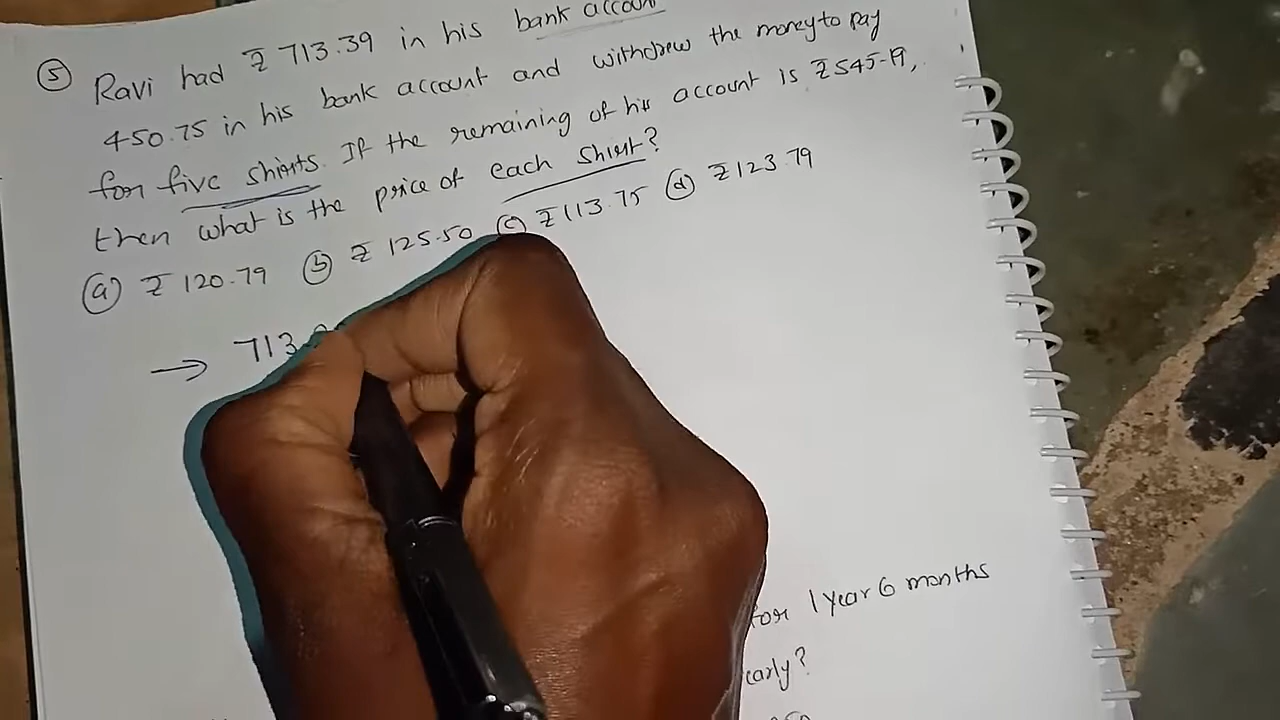 ⑤ Ravi had ₹ 713.39 in his bank account
450.75 in his bank account and withdrew the money to pay
for five shirts. If the remaining of his account is ₹545.19,
then what is the price of each shirt?
ⓐ ₹ 120.79 ⓑ ₹ 125.50 ⓒ ₹113.75 ⓓ ₹123.79
→ 713.
for 1 year 6 months
early?